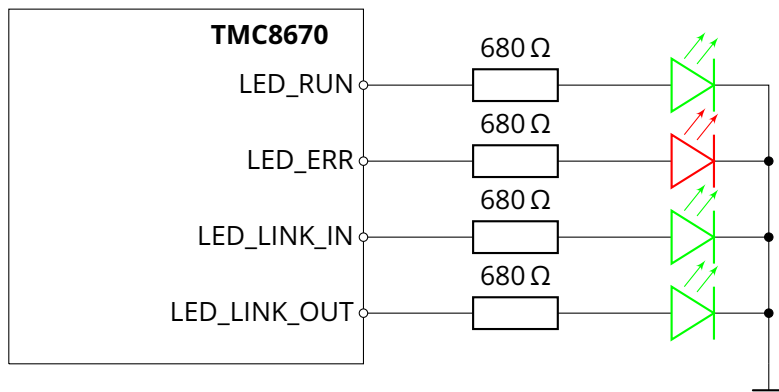 TMC8670
680 Ω
LED_RUN
680 Ω
LED_ERR
680 Ω
LED_LINK_IN
680 Ω
LED_LINK_OUT